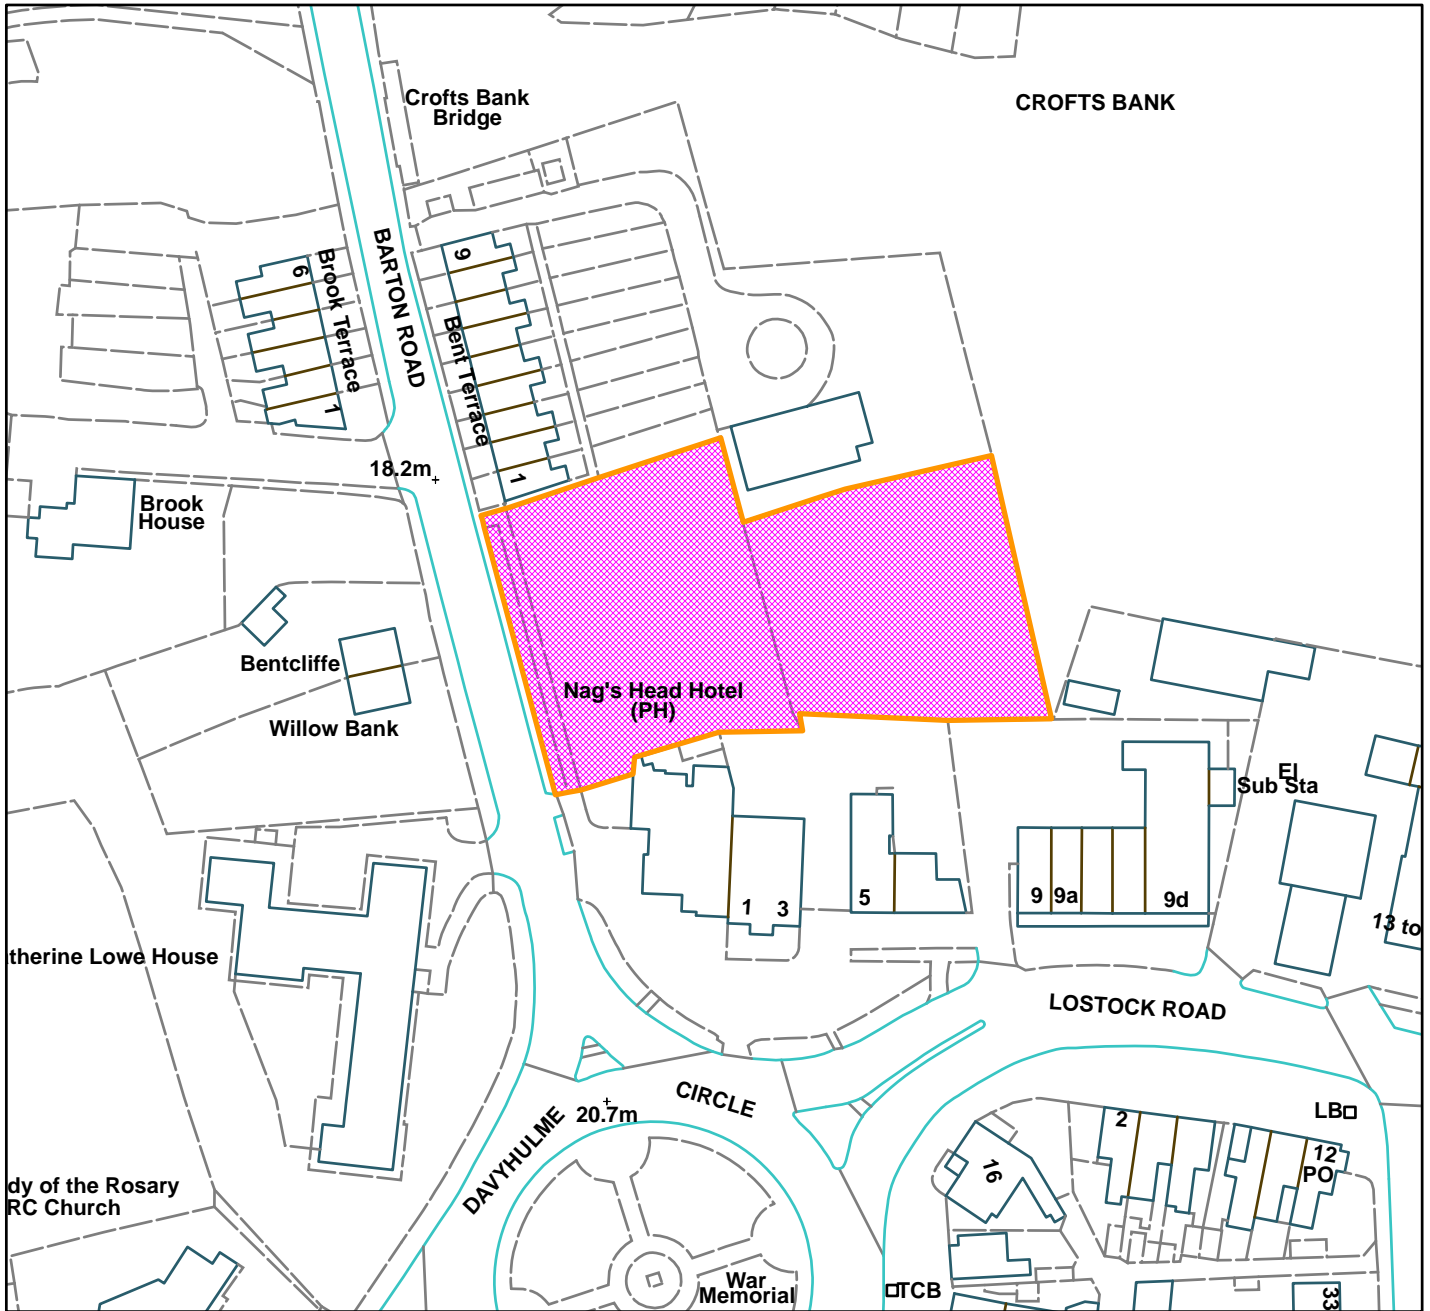 Crofts Bank
Bridge
CROFTS BANK
BARTON ROAD
9
6
Brook Terrace
Bent Terrace
1
1
18.2m
Brook
House
Bentcliffe
Willow Bank
Nag's Head Hotel
(PH)
El
Sub Sta
1
3
5
9
9a
9d
13 to
therine Lowe House
LOSTOCK ROAD
DAVYHULME
CIRCLE
20.7m
LB
2
12
PO
16
dy of the Rosary
RC Church
War
Memorial
TCB
33